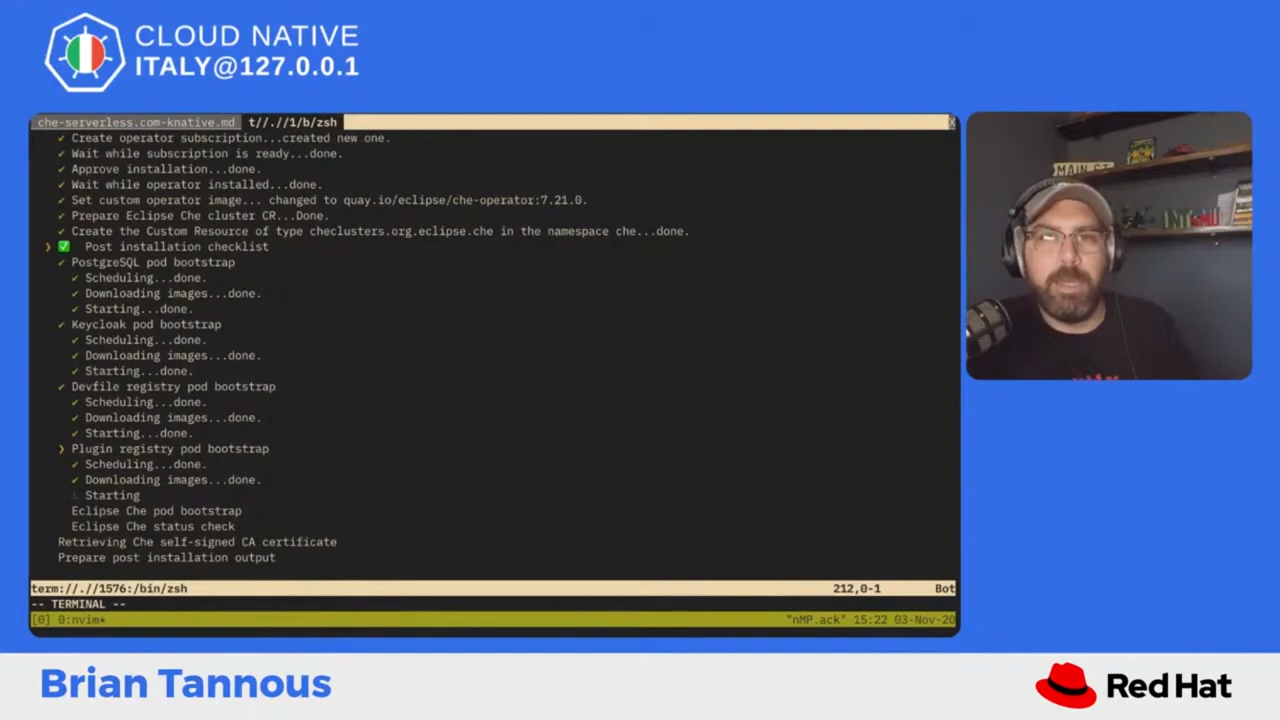 CLOUD NATIVE
ITALY@127.0.0.1
che-serverless.com-knative.md t//.//1/b/zsh X
✔ Create operator subscription...created new one.
✔ Wait while subscription is ready...done.
✔ Approve installation...done.
✔ Wait while operator installed...done.
✔ Set custom operator image... changed to quay.io/eclipse/che-operator:7.21.0.
✔ Prepare Eclipse Che cluster CR...Done.
✔ Create the Custom Resource of type checlusters.org.eclipse.che in the namespace che...done.
❯ ✅ Post installation checklist
✔ PostgreSQL pod bootstrap
✔ Scheduling...done.
✔ Downloading images...done.
✔ Starting...done.
✔ Keycloak pod bootstrap
✔ Scheduling...done.
✔ Downloading images...done.
✔ Starting...done.
✔ Devfile registry pod bootstrap
✔ Scheduling...done.
✔ Downloading images...done.
✔ Starting...done.
❯ Plugin registry pod bootstrap
✔ Scheduling...done.
✔ Downloading images...done.
Starting
Eclipse Che pod bootstrap
Eclipse Che status check
Retrieving Che self-signed CA certificate
Prepare post installation output
term://.//1576:/bin/zsh 212,0-1 Bot
-- TERMINAL --
[0] 0:nvim* "nMP.ack" 15:22 03-Nov-20
MAIN ST
Brian Tannous
Red Hat